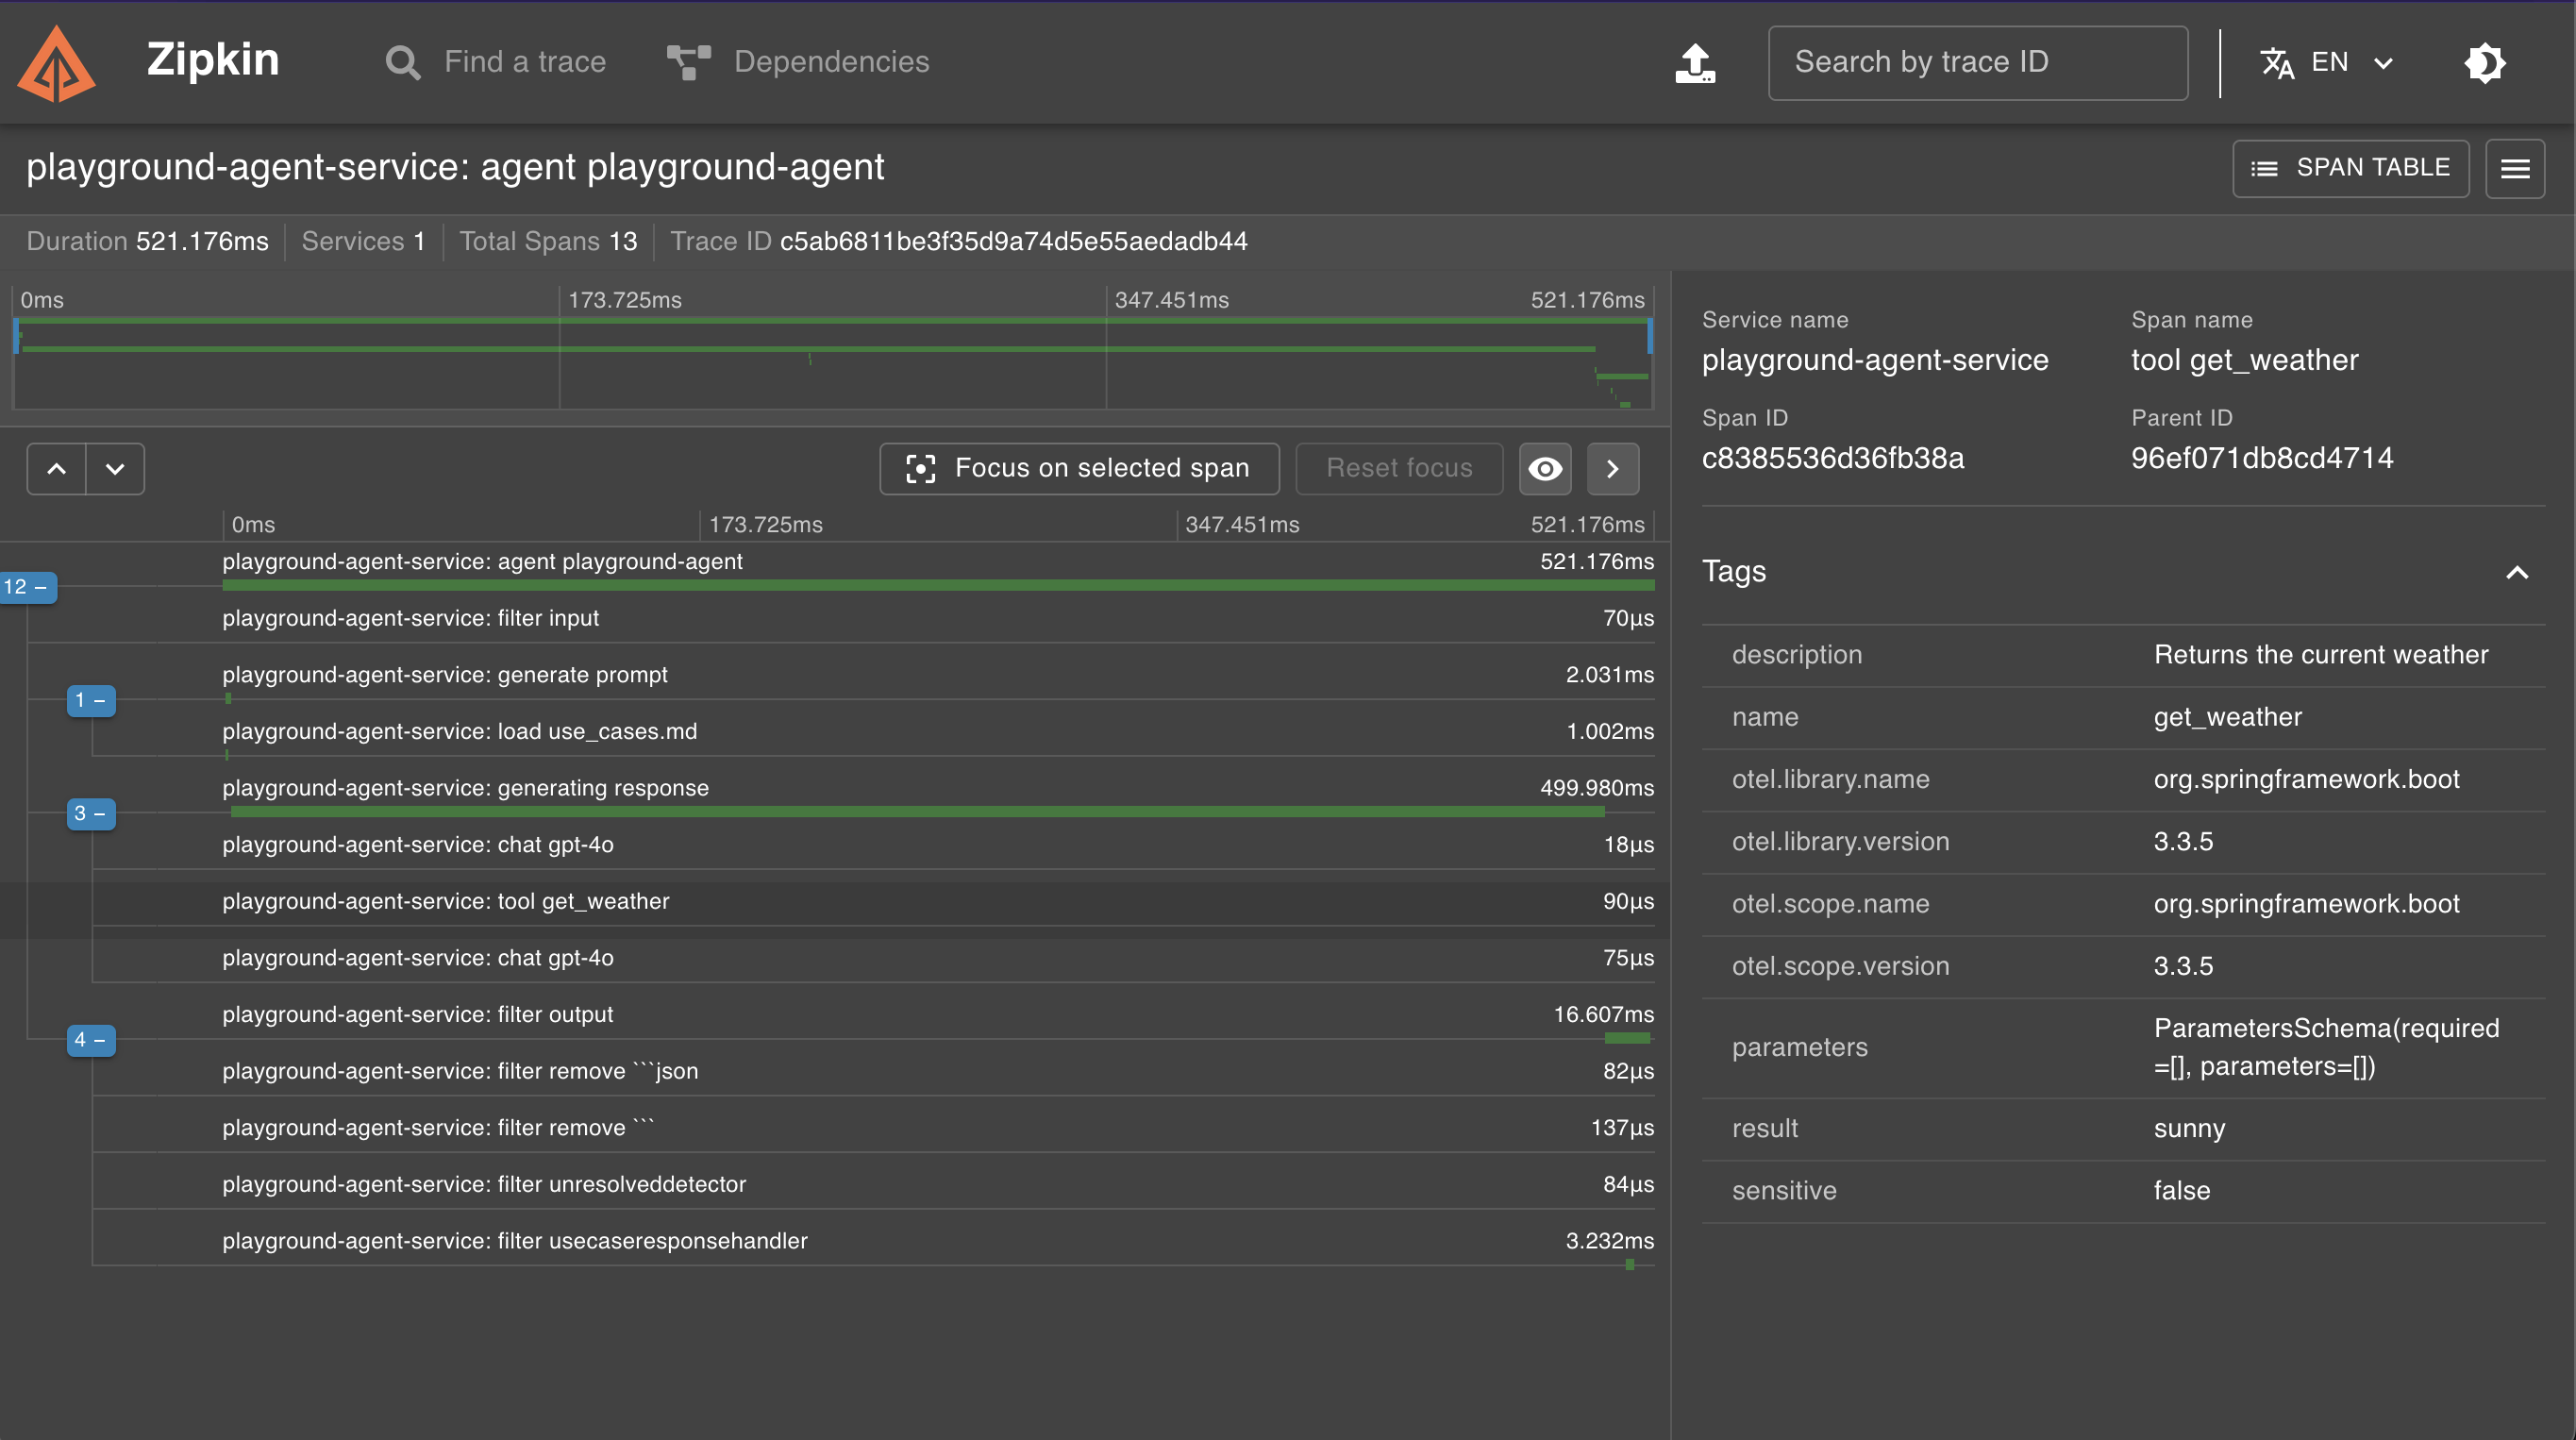 Zipkin
Find a trace
Dependencies
Search by trace ID
EN
playground-agent-service: agent playground-agent
SPAN TABLE
Duration 521.176ms
Services 1
Total Spans 13
Trace ID c5ab6811be3f35d9a74d5e55aedadb44
0ms 173.725ms 347.451ms 521.176ms
Focus on selected span
Reset focus
0ms 173.725ms 347.451ms 521.176ms
playground-agent-service: agent playground-agent 521.176ms
12 –
playground-agent-service: filter input 70μs
playground-agent-service: generate prompt 2.031ms
1 –
playground-agent-service: load use_cases.md 1.002ms
playground-agent-service: generating response 499.980ms
3 –
playground-agent-service: chat gpt-4o 18μs
playground-agent-service: tool get_weather 90μs
playground-agent-service: chat gpt-4o 75μs
playground-agent-service: filter output 16.607ms
4 –
playground-agent-service: filter remove ```json 82μs
playground-agent-service: filter remove ``` 137μs
playground-agent-service: filter unresolveddetector 84μs
playground-agent-service: filter usecaseresponsehandler 3.232ms
Service name
playground-agent-service
Span name
tool get_weather
Span ID
c8385536d36fb38a
Parent ID
96ef071db8cd4714
Tags
description Returns the current weather
name get_weather
otel.library.name org.springframework.boot
otel.library.version 3.3.5
otel.scope.name org.springframework.boot
otel.scope.version 3.3.5
parameters ParametersSchema(required
=[], parameters=[])
result sunny
sensitive false